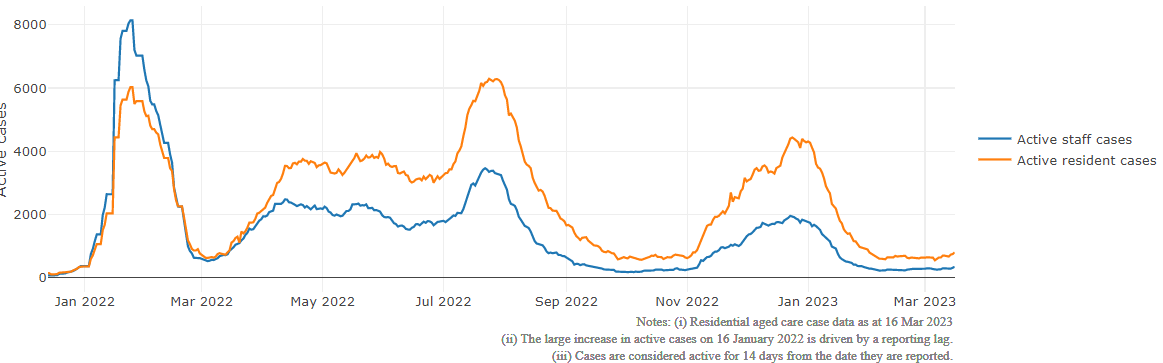 8000
6000
4000
2000
0
Active cases
Jan 2022 Mar 2022 May 2022 Jul 2022 Sep 2022 Nov 2022 Jan 2023 Mar 2023
Active staff cases
Active resident cases
Notes: (i) Residential aged care case data as at 16 Mar 2023
(ii) The large increase in active cases on 16 January 2022 is driven by a reporting lag.
(iii) Cases are considered active for 14 days from the date they are reported.